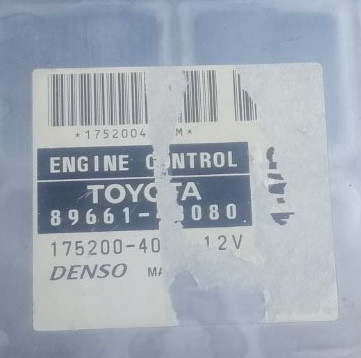 *1752004 M*
ENGINE CONTROL
TOYOTA
89661- 080
175200-40 12V
DENSO MA